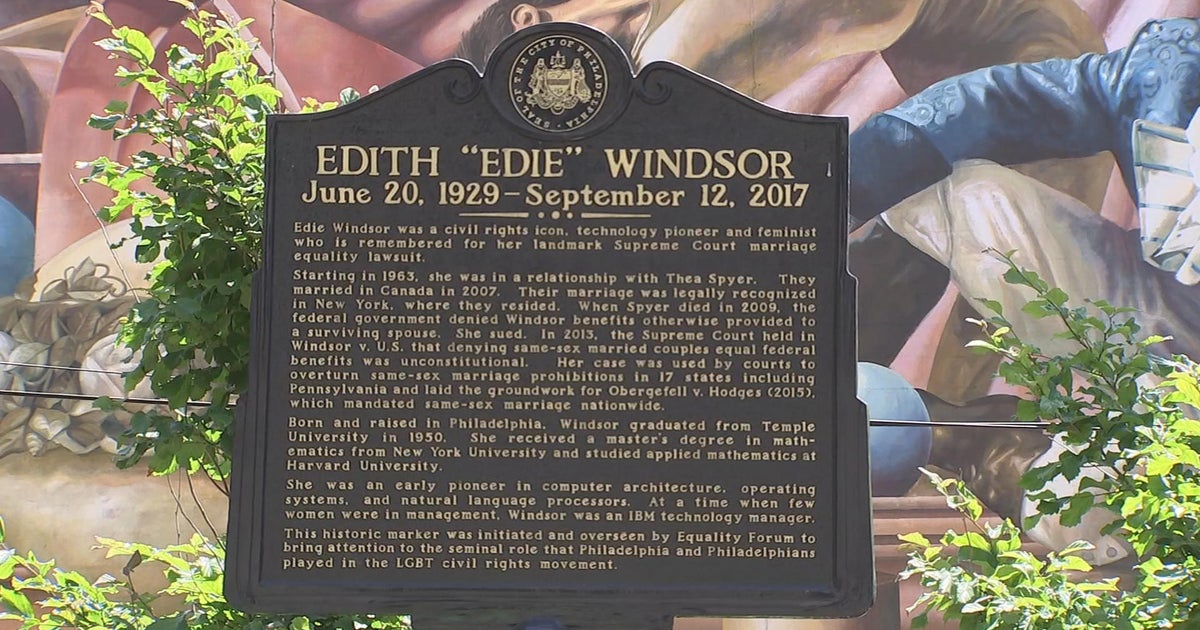 SEAL OF THE CITY OF PHILADELPHIA
EDITH “EDIE” WINDSOR
June 20, 1929 – September 12, 2017
Edie Windsor was a civil rights icon, technology pioneer and feminist
who is remembered for her landmark Supreme Court marriage
equality lawsuit.
Starting in 1963, she was in a relationship with Thea Spyer. They
married in Canada in 2007. Their marriage was legally recognized
in New York, where they resided. When Spyer died in 2009, the
federal government denied Windsor benefits otherwise provided to
a surviving spouse. She sued. In 2013, the Supreme Court held in
Windsor v. U.S. that denying same-sex married couples equal federal
benefits was unconstitutional. Her case was used by courts to
overturn same-sex marriage prohibitions in 17 states including
Pennsylvania and laid the groundwork for Obergefell v. Hodges (2015),
which mandated same-sex marriage nationwide.
Born and raised in Philadelphia, Windsor graduated from Temple
University in 1950. She received a master's degree in math-
ematics from New York University and studied applied mathematics at
Harvard University.
She was an early pioneer in computer architecture, operating
systems, and natural language processors. At a time when few
women were in management, Windsor was an IBM technology manager.
This historic marker was initiated and overseen by Equality Forum to
bring attention to the seminal role that Philadelphia and Philadelphians
played in the LGBT civil rights movement.